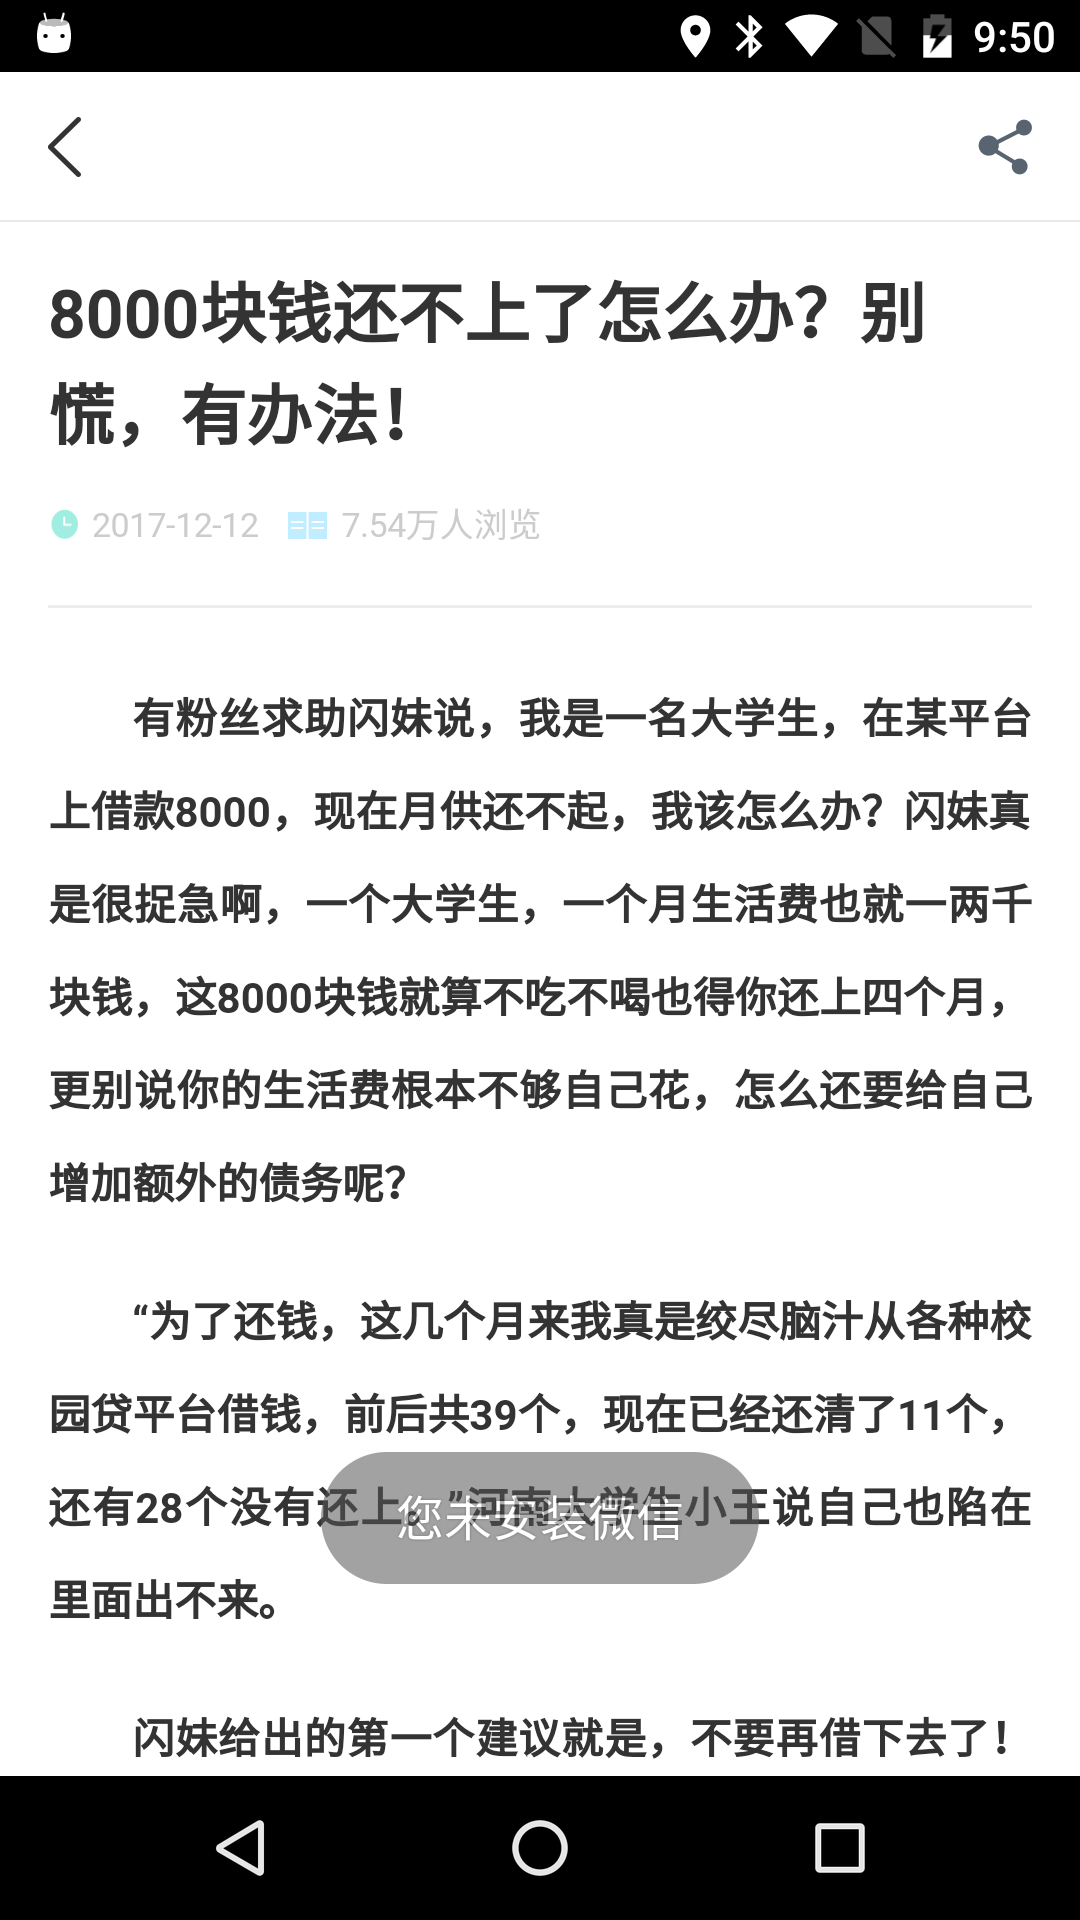 9:50
8000块钱还不上了怎么办？别
慌，有办法！
2017-12-12 7.54万人浏览
有粉丝求助闪妹说，我是一名大学生，在某平台
上借款8000，现在月供还不起，我该怎么办？闪妹真
是很捉急啊，一个大学生，一个月生活费也就一两千
块钱，这8000块钱就算不吃不喝也得你还上四个月，
更别说你的生活费根本不够自己花，怎么还要给自己
增加额外的债务呢？
“为了还钱，这几个月来我真是绞尽脑汁从各种校
园贷平台借钱，前后共39个，现在已经还清了11个，
还有28个没有还上。”河南大学生小王说自己也陷在
您未安装微信
里面出不来。
闪妹给出的第一个建议就是，不要再借下去了！